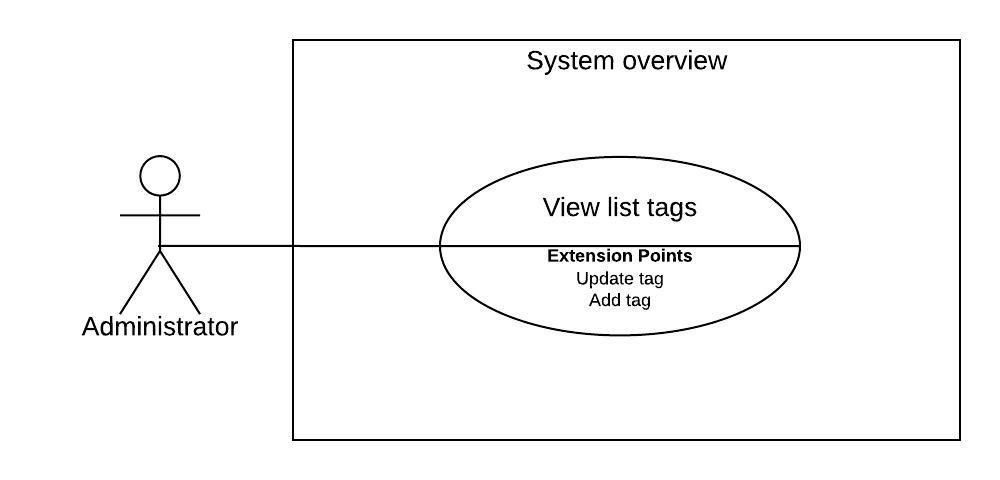 System overview
View list tags
Extension Points
Update tag
Add tag
Administrator